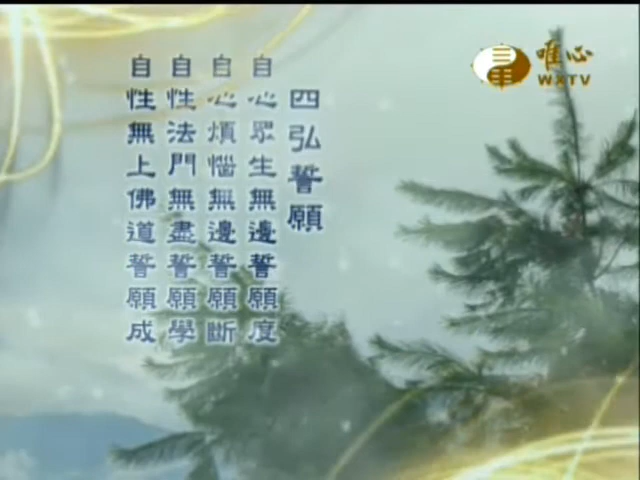 四弘誓願
自心眾生無邊誓願度
自心煩惱無邊誓願斷
自性法門無盡誓願學
自性無上佛道誓願成
唯心
WXTV